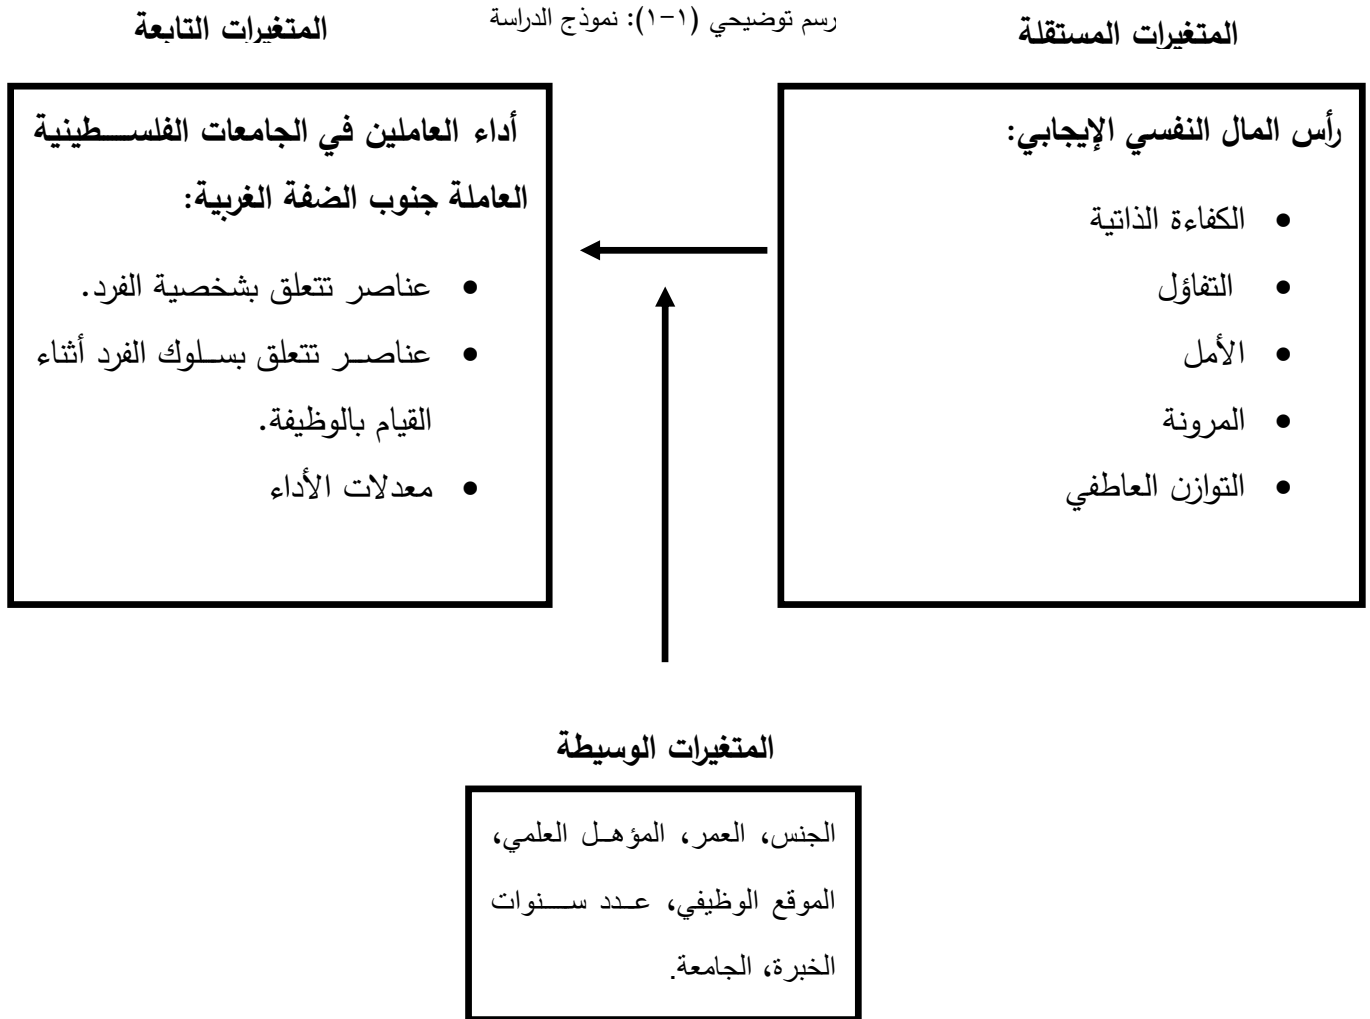 رسم توضيحي (١-١): نموذج الدراسة
المتغيرات المستقلة
رأس المال النفسي الإيجابي:
• الكفاءة الذاتية
• التفاؤل
• الأمل
• المرونة
• التوازن العاطفي
المتغيرات التابعة
أداء العاملين في الجامعات الفلسطينية
العاملة جنوب الضفة الغربية:
• عناصر تتعلق بشخصية الفرد.
• عناصر تتعلق بسلوك الفرد أثناء
القيام بالوظيفة.
• معدلات الأداء
المتغيرات الوسيطة
الجنس، العمر، المؤهل العلمي،
الموقع الوظيفي، عدد سنوات
الخبرة، الجامعة.